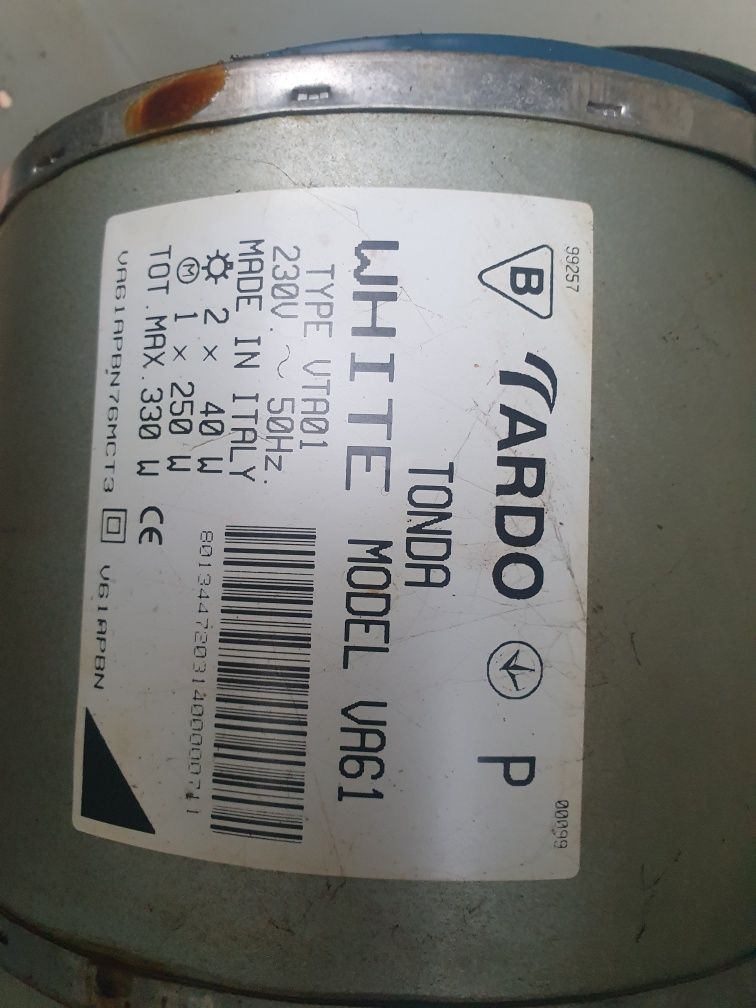 99257
B ARDO P
00099
TONDA
WHITE MODEL VA61
TYPE VTA01
230V. ~ 50Hz.
MADE IN ITALY
2 x 40 W
M 1 x 250 W
TOT.MAX.330 W CE
VA61APBN76MCT3 V61APBN